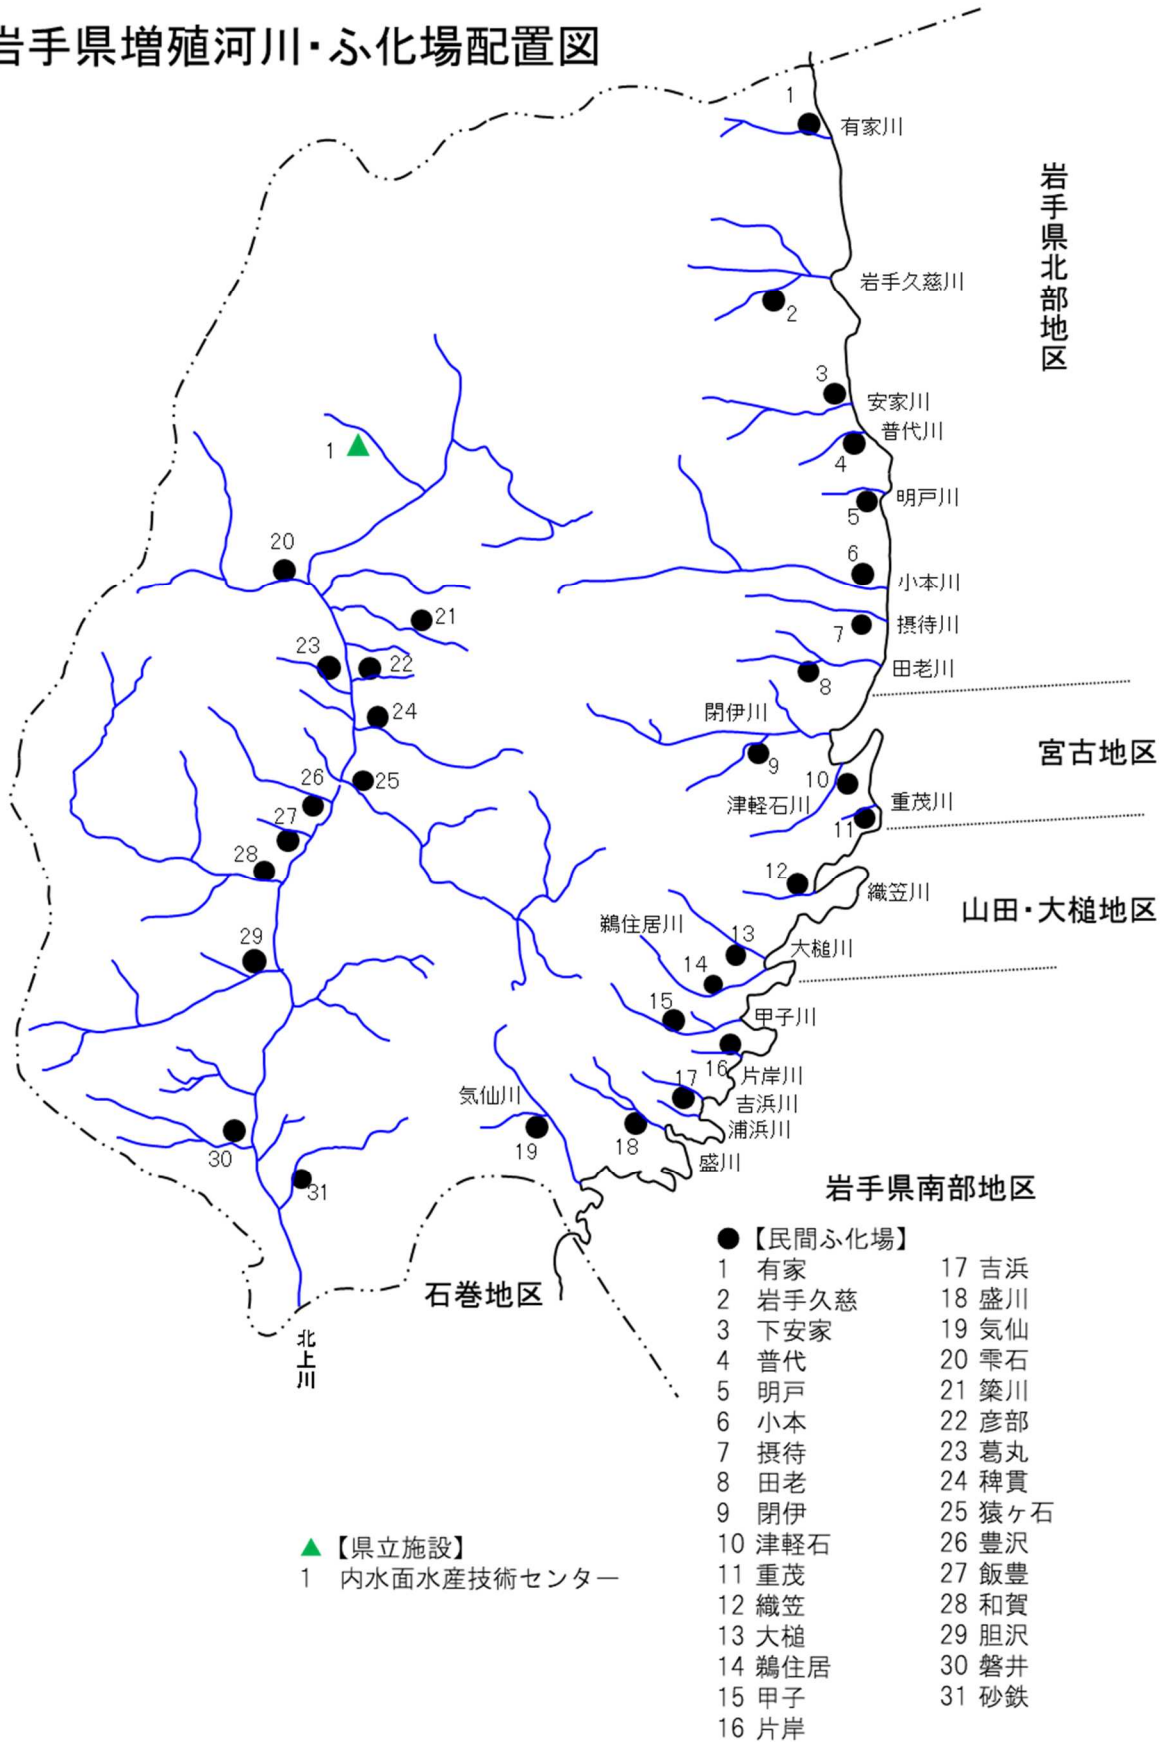 岩手県増殖河川・ふ化場配置図
1
有家川
岩手県北部地区
岩手久慈川
2
3
安家川
普代川
4
明戸川
5
6
小本川
摂待川
7
田老川
8
閉伊川
9
宮古地区
10
津軽石川
重茂川
11
12
織笠川
山田・大槌地区
鵜住居川
13
大槌川
14
15
甲子川
16
片岸川
17
吉浜川
浦浜川
気仙川
19
18
盛川
1
20
21
23
22
24
26
25
27
28
29
30
31
岩手県南部地区
石巻地区
北上川
●【民間ふ化場】
1 有家
2 岩手久慈
3 下安家
4 普代
5 明戸
6 小本
7 摂待
8 田老
9 閉伊
10 津軽石
11 重茂
12 織笠
13 大槌
14 鵜住居
15 甲子
16 片岸
17 吉浜
18 盛川
19 気仙
20 雫石
21 簗川
22 彦部
23 葛丸
24 稗貫
25 猿ヶ石
26 豊沢
27 飯豊
28 和賀
29 胆沢
30 磐井
31 砂鉄
▲【県立施設】
1 内水面水産技術センター